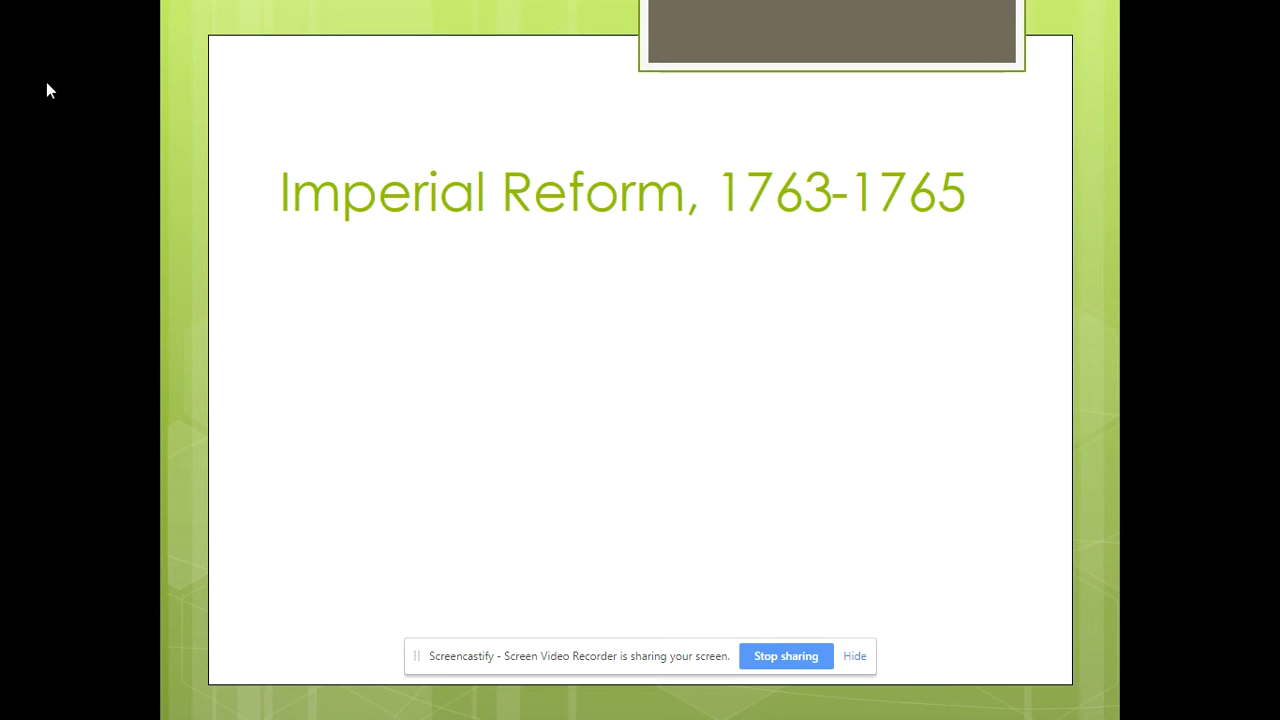 Imperial Reform, 1763-1765
Screencastify - Screen Video Recorder is sharing your screen. Stop sharing Hide